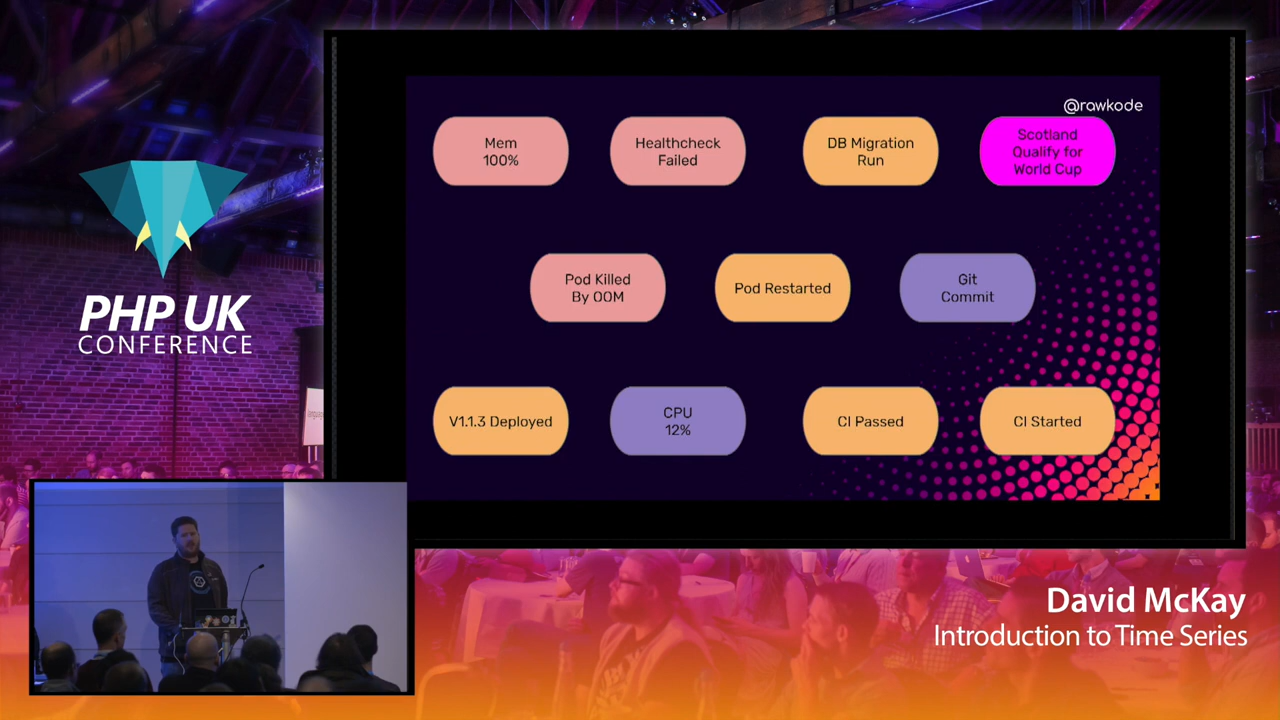 @rawkode
Mem
100%
Healthcheck
Failed
DB Migration
Run
Scotland
Qualify for
World Cup
Pod Killed
By OOM
Pod Restarted
Git
Commit
V1.1.3 Deployed
CPU
12%
CI Passed
CI Started
PHP UK
CONFERENCE
David McKay
Introduction to Time Series